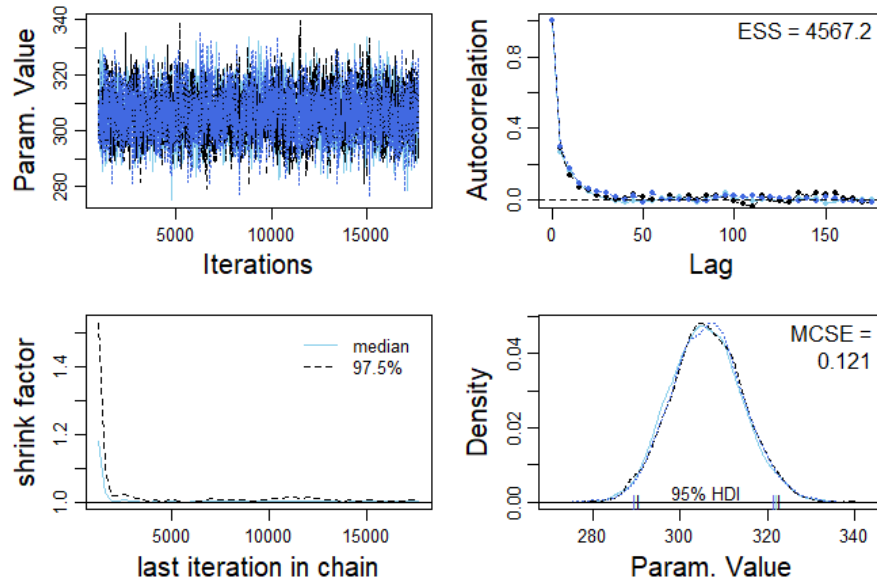 Param. Value
280 300 320 340
5000 10000 15000
Iterations
Autocorrelation
0.0 0.4 0.8
ESS = 4567.2
0 50 100 150
Lag
shrink factor
1.0 1.2 1.4
median
97.5%
5000 10000 15000
last iteration in chain
Density
0.00 0.02 0.04
MCSE =
0.121
95% HDI
280 300 320 340
Param. Value